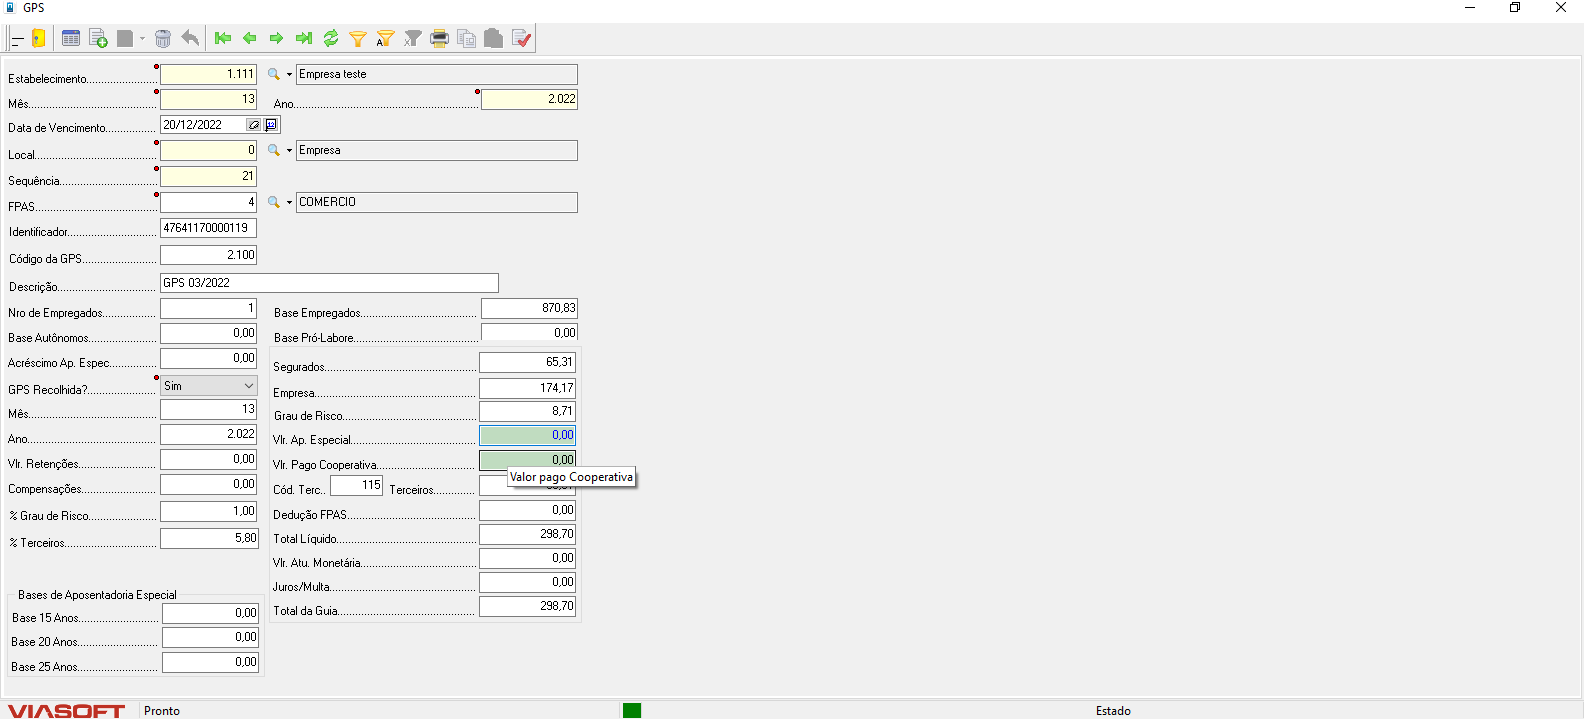 GPS
Estabelecimento 1.111 Empresa teste
Mês 13 Ano 2.022
Data de Vencimento 20/12/2022
Local 0 Empresa
Sequência 21
FPAS 4 COMERCIO
Identificador 47641170000119
Código da GPS 2.100
Descrição GPS 03/2022
Nro de Empregados 1 Base Empregados 870,83
Base Autônomos 0,00 Base Pró-Labore 0,00
Acréscimo Ap. Espec 0,00 Segurados 65,31
GPS Recolhida? Sim Empresa 174,17
Mês 13 Grau de Risco 8,71
Ano 2.022 Vlr. Ap. Especial 0,00
Vlr. Retenções 0,00 Vlr. Pago Cooperativa 0,00
Valor pago Cooperativa
Compensações 0,00 Cód. Terc.. 115 Terceiros
% Grau de Risco 1,00 Dedução FPAS 0,00
% Terceiros 5,80 Total Líquido 298,70
Vlr. Atu. Monetária 0,00
Juros/Multa 0,00
Total da Guia 298,70
Bases de Aposentadoria Especial
Base 15 Anos 0,00
Base 20 Anos 0,00
Base 25 Anos 0,00
VIASOFT Pronto Estado